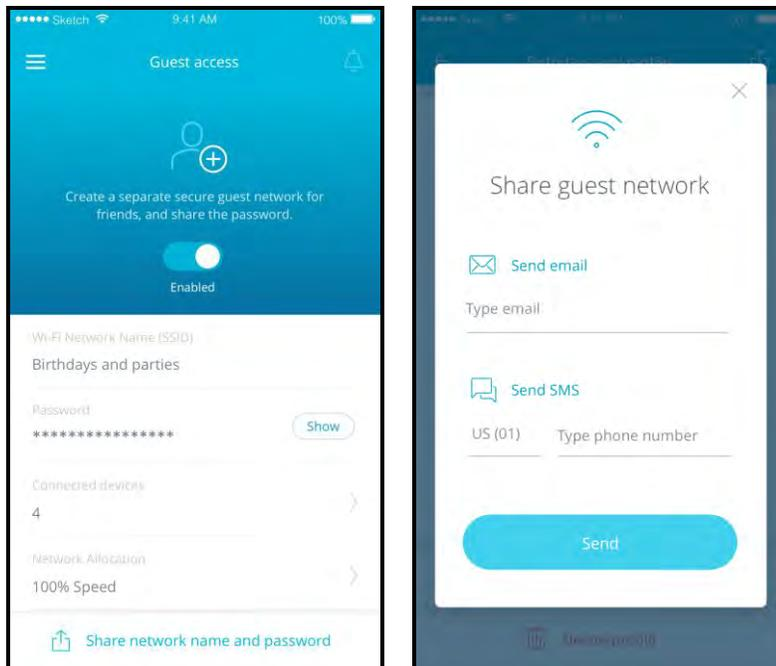 Sketch 9:41 AM 100%
Guest access
Create a separate secure guest network for
friends, and share the password.
Enabled
Wi-Fi Network Name (SSID)
Birthdays and parties
Password
**************** Show
Connected devices
4
Network Allocation
100% Speed
Share network name and password
Share guest network
Send email
Type email
Send SMS
US (01) Type phone number
Send